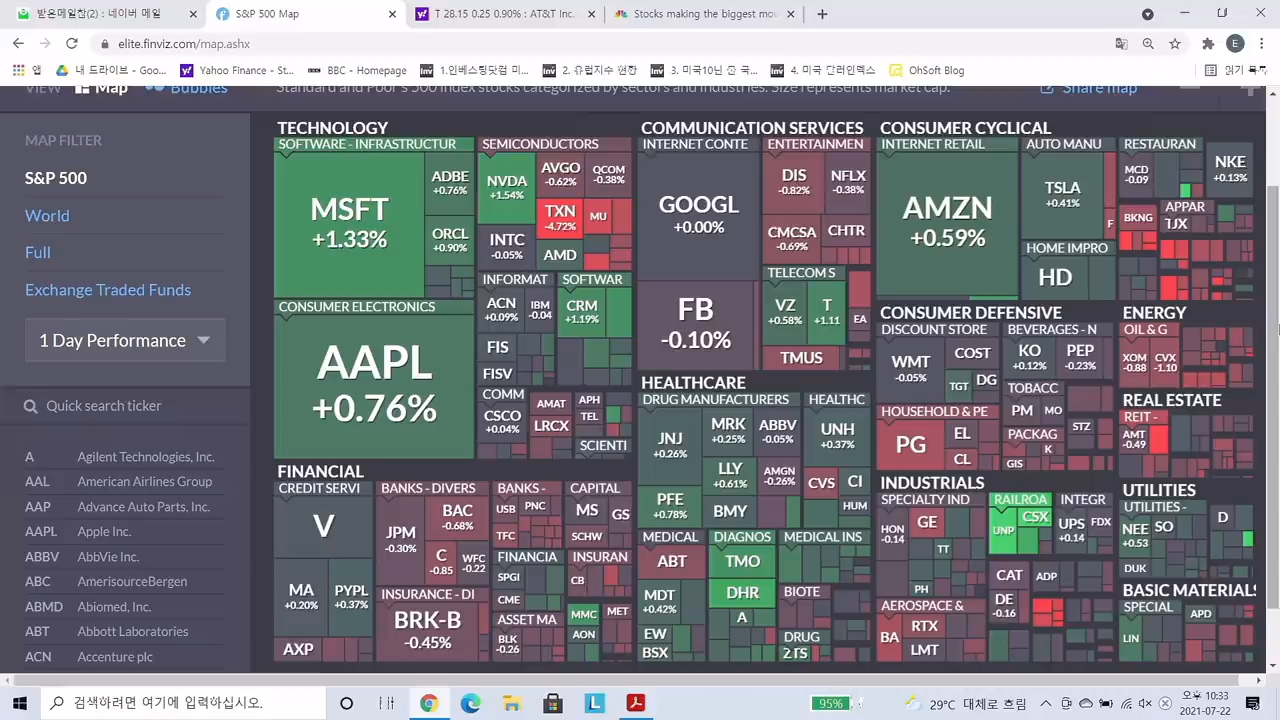 받은메일함(2) : 네이버 메일
S&P 500 Map
T 28.15 0.25 0.90% : AT&T Inc.
Stocks making the biggest mov
elite.finviz.com/map.ashx
앱
내 드라이브 - Goo...
Yahoo Finance - St...
BBC - Homepage
1.인베스팅닷컴 미...
2. 유럽지수 현황
3. 미국10년 만 국...
4. 미국 단러인덱스
OhSoft Blog
읽기 목록
VIEW
Map
Bubbles
Standard and Poor's 500 index stocks categorized by sectors and industries. Size represents market cap.
Share map
MAP FILTER
S&P 500
World
Full
Exchange Traded Funds
1 Day Performance
Quick search ticker
A Agilent Technologies, Inc.
AAL American Airlines Group
AAP Advance Auto Parts, Inc.
AAPL Apple Inc.
ABBV AbbVie Inc.
ABC AmerisourceBergen
ABMD Abiomed, Inc.
ABT Abbott Laboratories
ACN Accenture plc
TECHNOLOGY
SOFTWARE - INFRASTRUCTUR
MSFT
+1.33%
ADBE
+0.76%
ORCL
+0.90%
SEMICONDUCTORS
NVDA
+1.54%
AVGO
-0.62%
QCOM
-0.38%
TXN
-4.72%
MU
INTC
-0.05%
AMD
CONSUMER ELECTRONICS
AAPL
+0.76%
INFORMAT
ACN
+0.09%
IBM
-0.04
FIS
FISV
SOFTWAR
CRM
+1.19%
COMM
CSCO
+0.04%
AMAT
LRCX
APH
TEL
SCIENTI
COMMUNICATION SERVICES
INTERNET CONTE
GOOGL
+0.00%
FB
-0.10%
ENTERTAINMEN
DIS
-0.82%
NFLX
-0.38%
CMCSA
-0.69%
CHTR
TELECOM S
VZ
+0.58%
T
+1.11
EA
TMUS
CONSUMER CYCLICAL
INTERNET RETAIL
AMZN
+0.59%
AUTO MANU
TSLA
+0.41%
F
HOME IMPRO
HD
RESTAURAN
MCD
-0.09
NKE
+0.13%
BKNG
APPAR
TJX
CONSUMER DEFENSIVE
DISCOUNT STORE
WMT
-0.05%
COST
TGT
DG
BEVERAGES - N
KO
+0.12%
PEP
-0.23%
TOBACC
PM
MO
HOUSEHOLD & PE
PG
EL
CL
PACKAG
K
GIS
STZ
ENERGY
OIL & G
XOM
-0.88
CVX
-1.10
REAL ESTATE
REIT -
AMT
-0.49
FINANCIAL
CREDIT SERVI
V
MA
+0.20%
PYPL
+0.37%
AXP
BANKS - DIVERS
JPM
-0.30%
BAC
-0.68%
C
-0.85
WFC
-0.22
INSURANCE - DI
BRK-B
-0.45%
BANKS -
USB
PNC
TFC
FINANCIA
SPGI
CME
ASSET MA
BLK
-0.26
CAPITAL
MS
GS
SCHW
INSURAN
CB
MMC
MET
AON
HEALTHCARE
DRUG MANUFACTURERS
JNJ
+0.26%
MRK
+0.25%
ABBV
-0.05%
LLY
+0.61%
AMGN
-0.26%
PFE
+0.78%
BMY
HEALTHC
UNH
+0.37%
CVS
CI
HUM
MEDICAL
ABT
MDT
+0.42%
EW
BSX
DIAGNOS
TMO
DHR
A
MEDICAL INS
BIOTE
DRUG
ZTS
INDUSTRIALS
SPECIALTY IND
HON
-0.14
GE
TT
PH
RAILROA
UNP
CSX
INTEGR
UPS
+0.14
FDX
CAT
ADP
DE
-0.16
AEROSPACE &
BA
RTX
LMT
UTILITIES
UTILITIES -
NEE
+0.53
SO
D
DUK
BASIC MATERIALS
SPECIAL
LIN
APD
검색하려면 여기에 입력하십시오.
95%
29°C 대체로 흐림
오후 10:33
2021-07-22